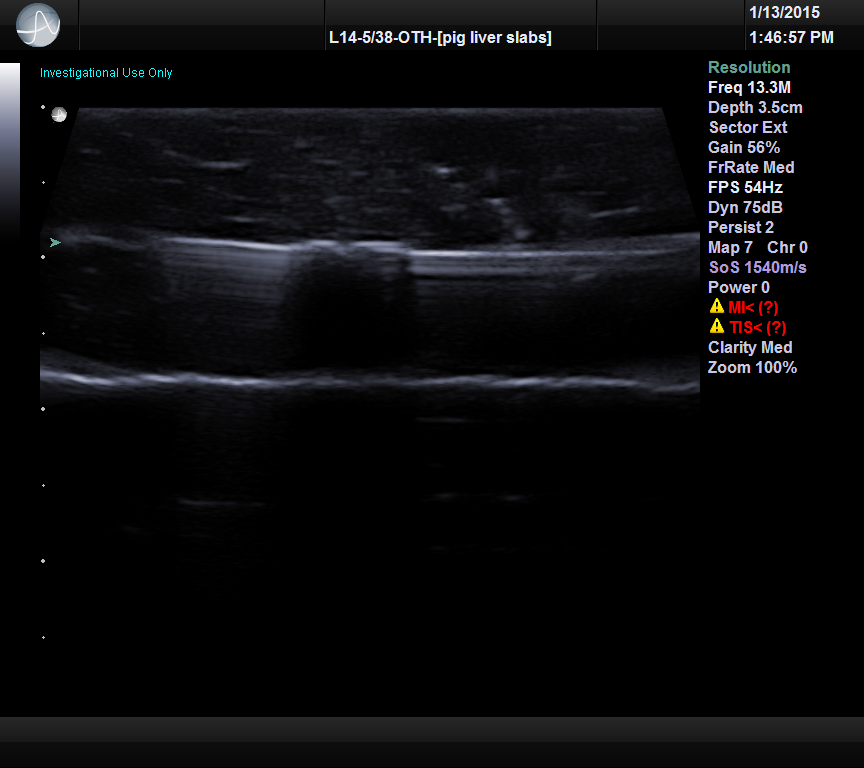 1/13/2015
L14-5/38-OTH-[pig liver slabs]
1:46:57 PM
Investigational Use Only
Resolution
Freq 13.3M
Depth 3.5cm
Sector Ext
Gain 56%
FrRate Med
FPS 54Hz
Dyn 75dB
Persist 2
Map 7 Chr 0
SoS 1540m/s
Power 0
MI< (?)
TIS< (?)
Clarity Med
Zoom 100%